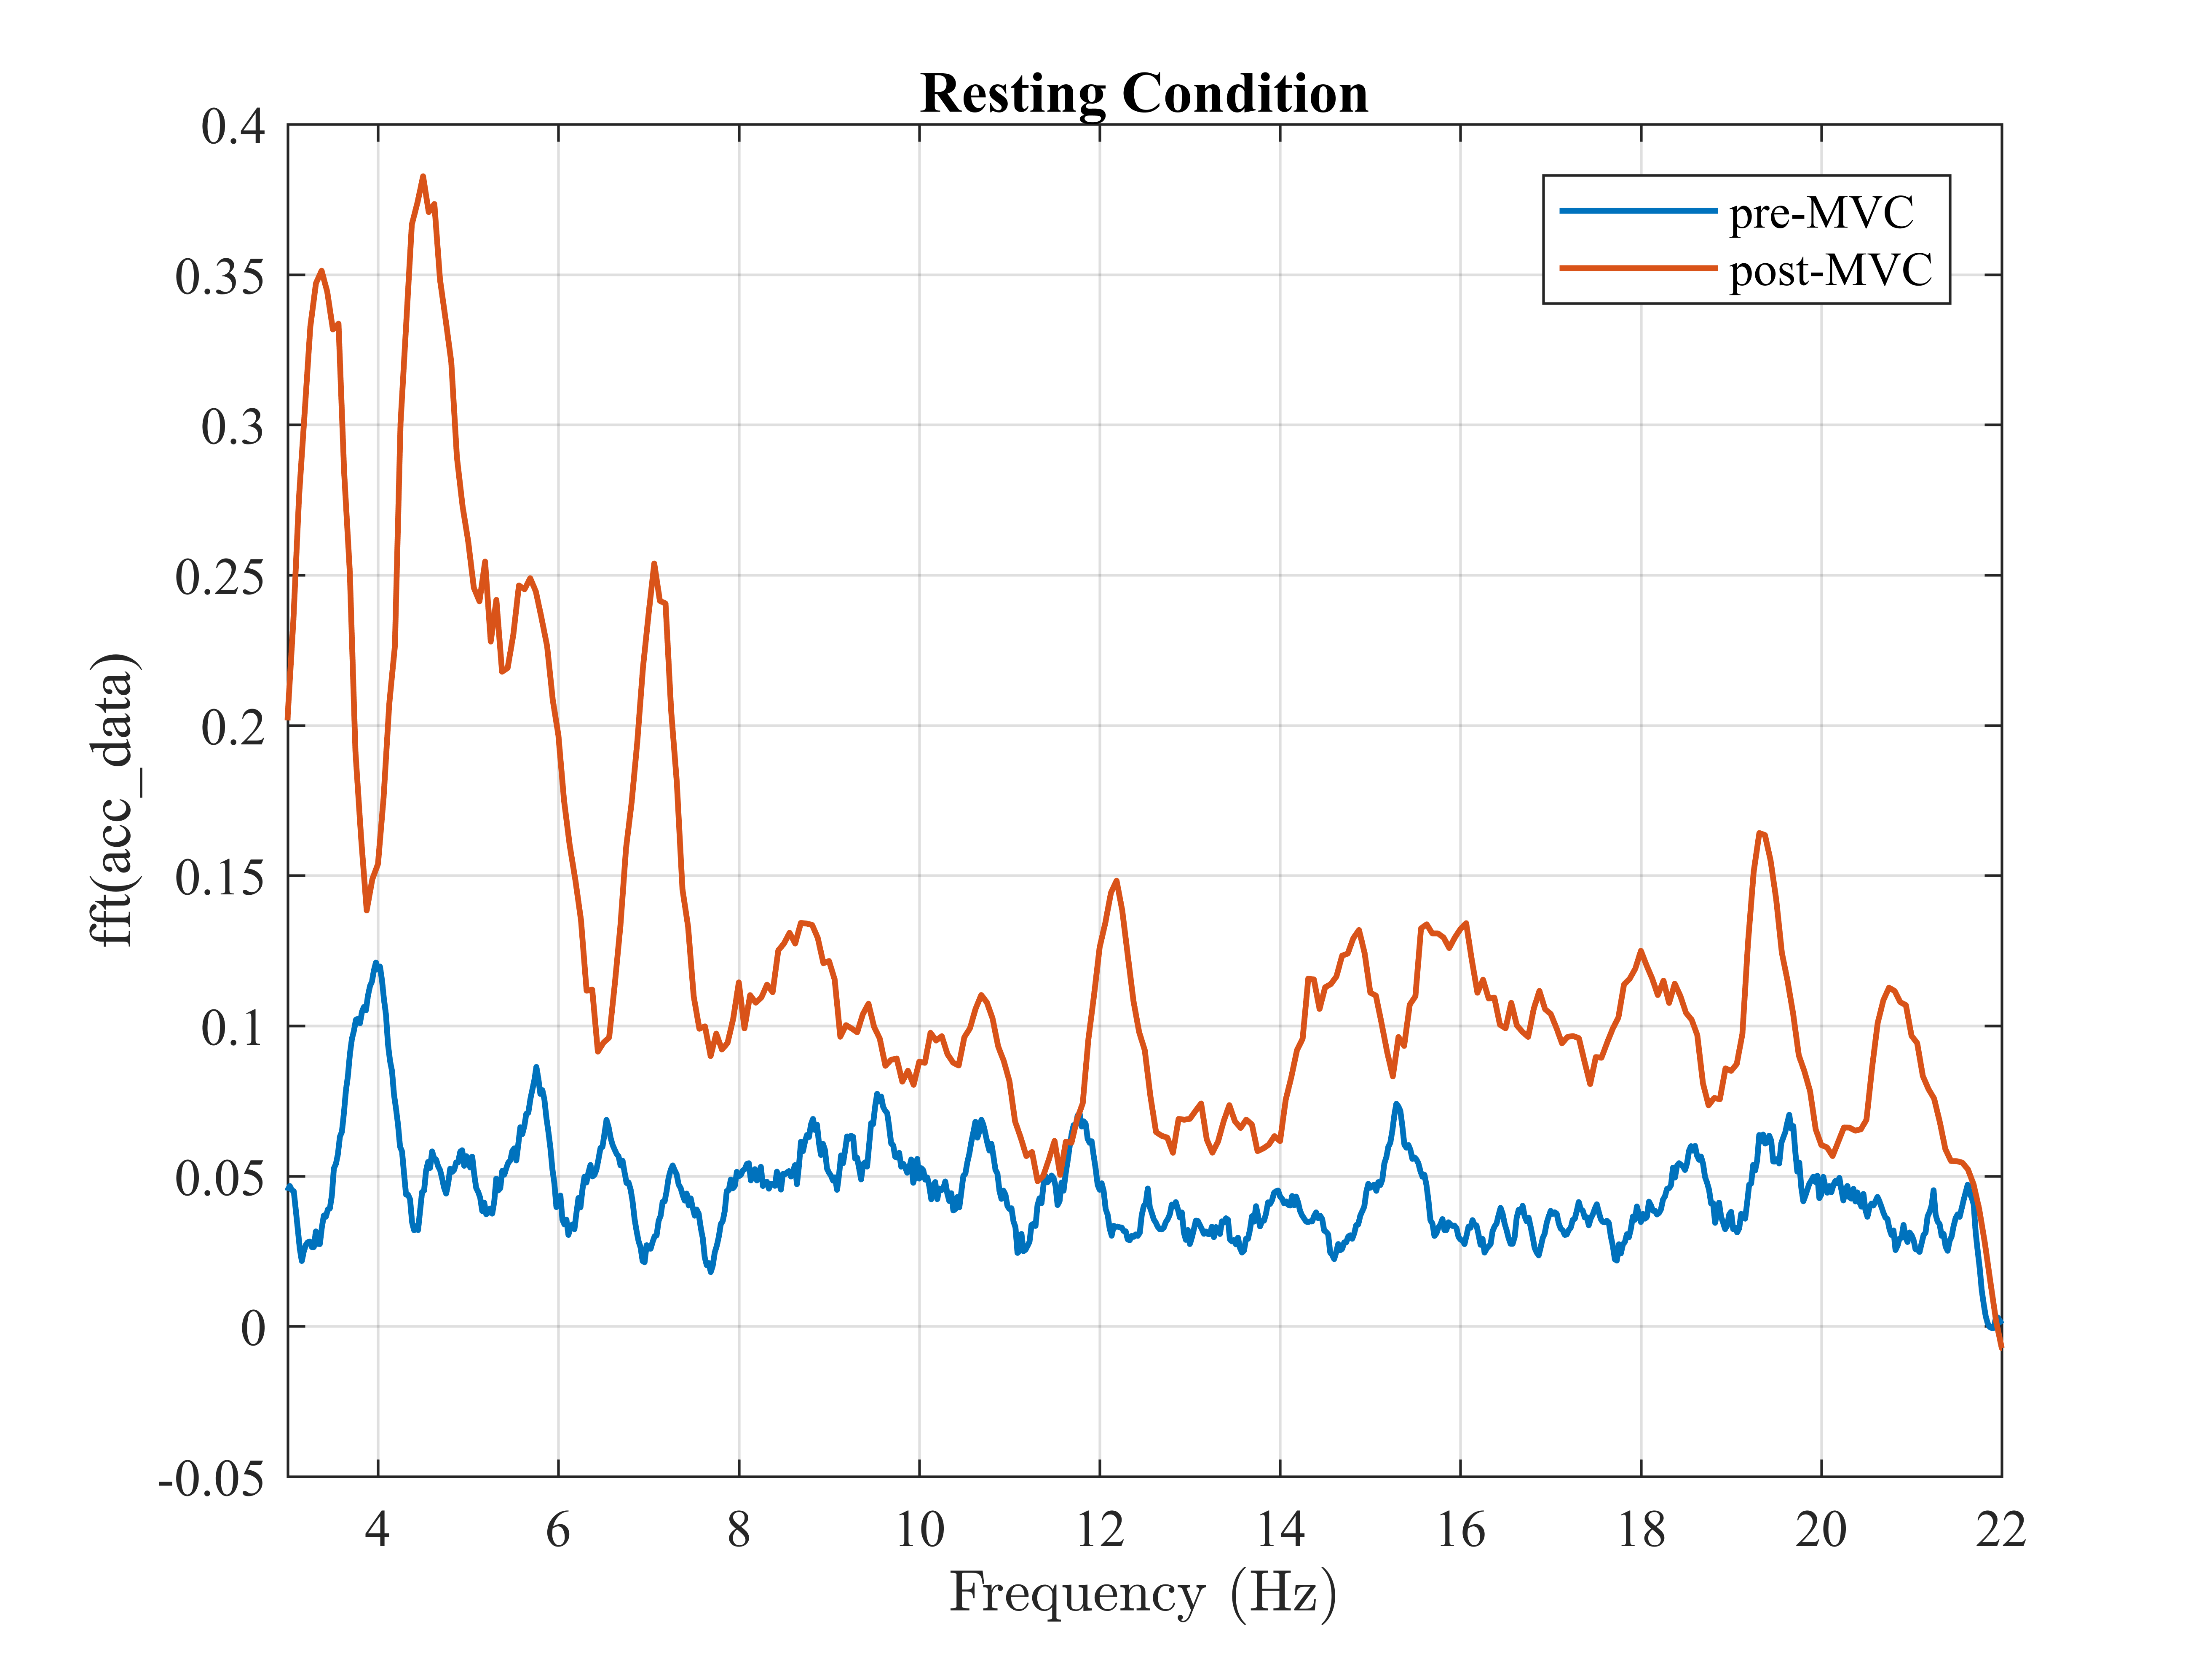 Resting Condition
0.4
0.35
0.3
0.25
0.2
0.15
0.1
0.05
0
-0.05
fft(acc_data)
pre-MVC
post-MVC
4 6 8 10 12 14 16 18 20 22
Frequency (Hz)